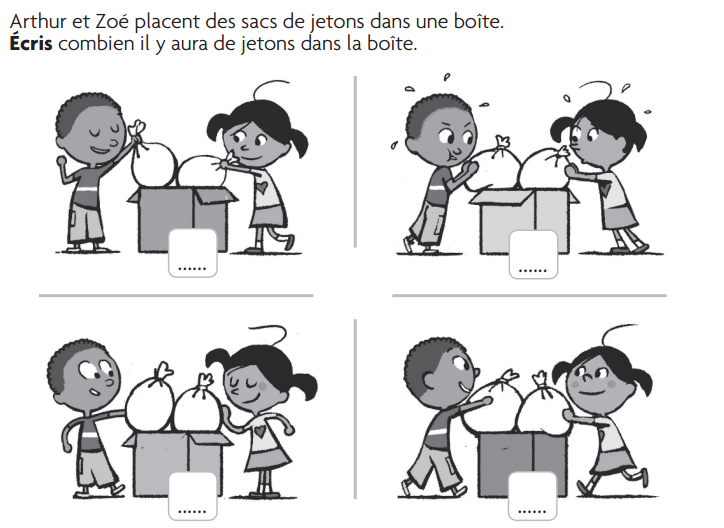 Arthur et Zoé placent des sacs de jetons dans une boîte.
Écris combien il y aura de jetons dans la boîte.
......
......
......
......